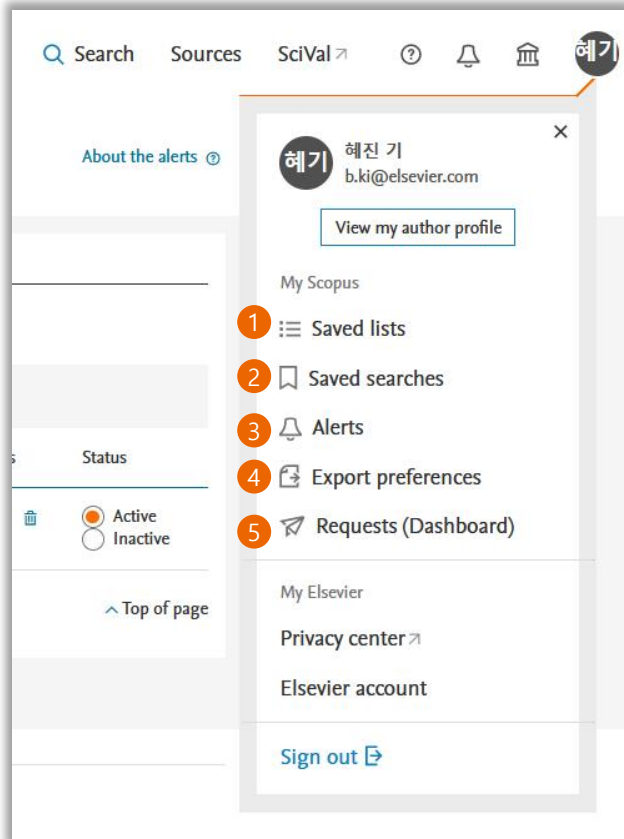 Search Sources SciVal 혜기
About the alerts
혜기 혜진 기
b.ki@elsevier.com
View my author profile
My Scopus
1 Saved lists
2 Saved searches
3 Alerts
4 Export preferences
5 Requests (Dashboard)
s Status
Active
Inactive
Top of page
My Elsevier
Privacy center
Elsevier account
Sign out